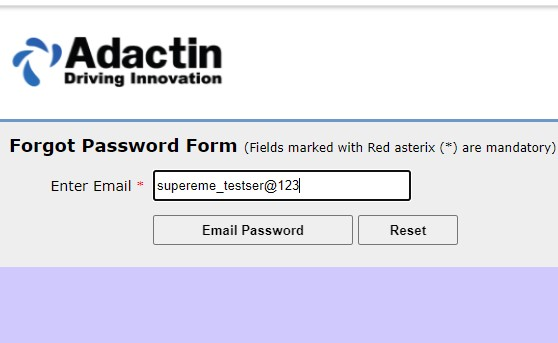 Adactin
Driving Innovation
Forgot Password Form (Fields marked with Red asterix (*) are mandatory)
Enter Email * supereme_testser@123
Email Password Reset